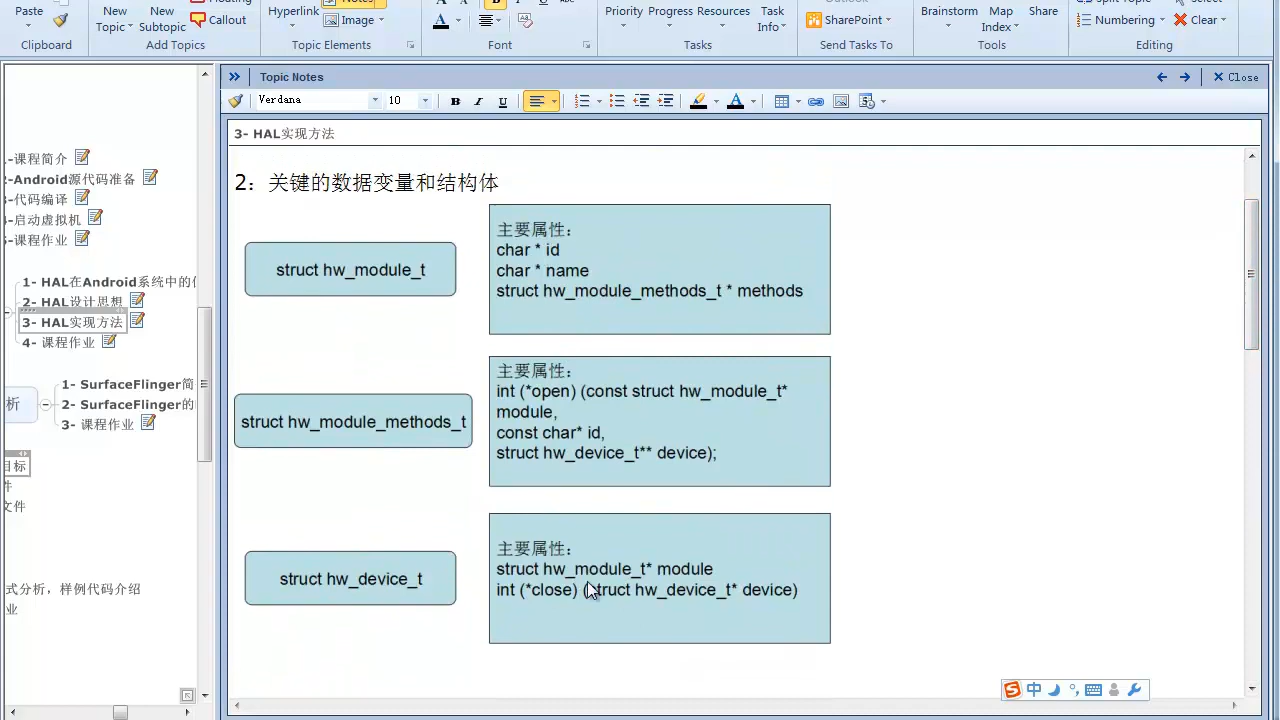 Paste
New
Topic
New
Subtopic
Callout
Hyperlink
Notes
Image
Priority
Progress
Resources
Task
Info
SharePoint
Brainstorm
Map
Index
Share
Numbering
Clear
Clipboard
Add Topics
Topic Elements
Font
Tasks
Send Tasks To
Tools
Editing
Topic Notes
Close
Verdana
10
B
I
U
A
3- HAL实现方法
-课程简介
-Android源代码准备
-代码编译
-启动虚拟机
-课程作业
1- HAL在Android系统中的
2- HAL设计思想
3- HAL实现方法
4- 课程作业
1- SurfaceFlinger简
析
2- SurfaceFlinger的
3- 课程作业
目标
件
文件
式分析，样例代码介绍
业
2：关键的数据变量和结构体
struct hw_module_t
主要属性：
char * id
char * name
struct hw_module_methods_t * methods
struct hw_module_methods_t
主要属性：
int (*open) (const struct hw_module_t*
module,
const char* id,
struct hw_device_t** device);
struct hw_device_t
主要属性：
struct hw_module_t* module
int (*close) (struct hw_device_t* device)
中